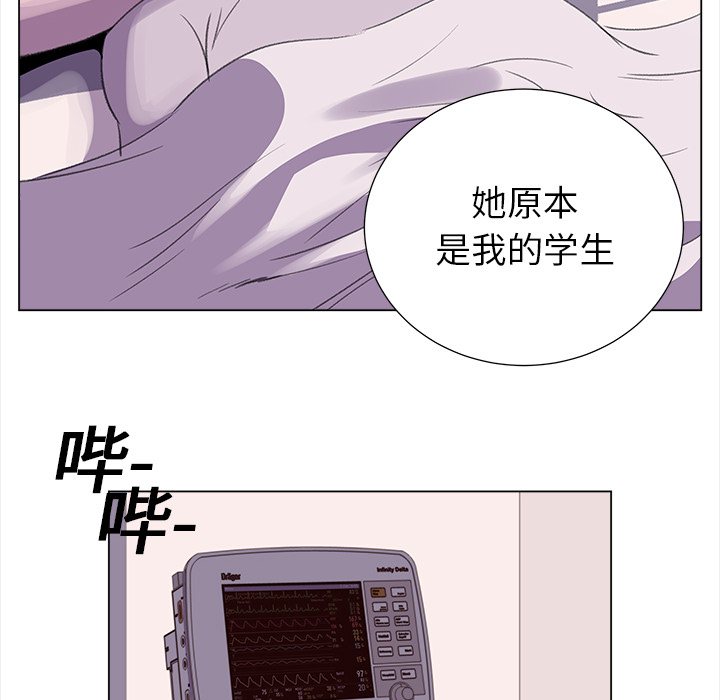 她原本
是我的学生
哔-
哔-
Dräger
Infinity Delta